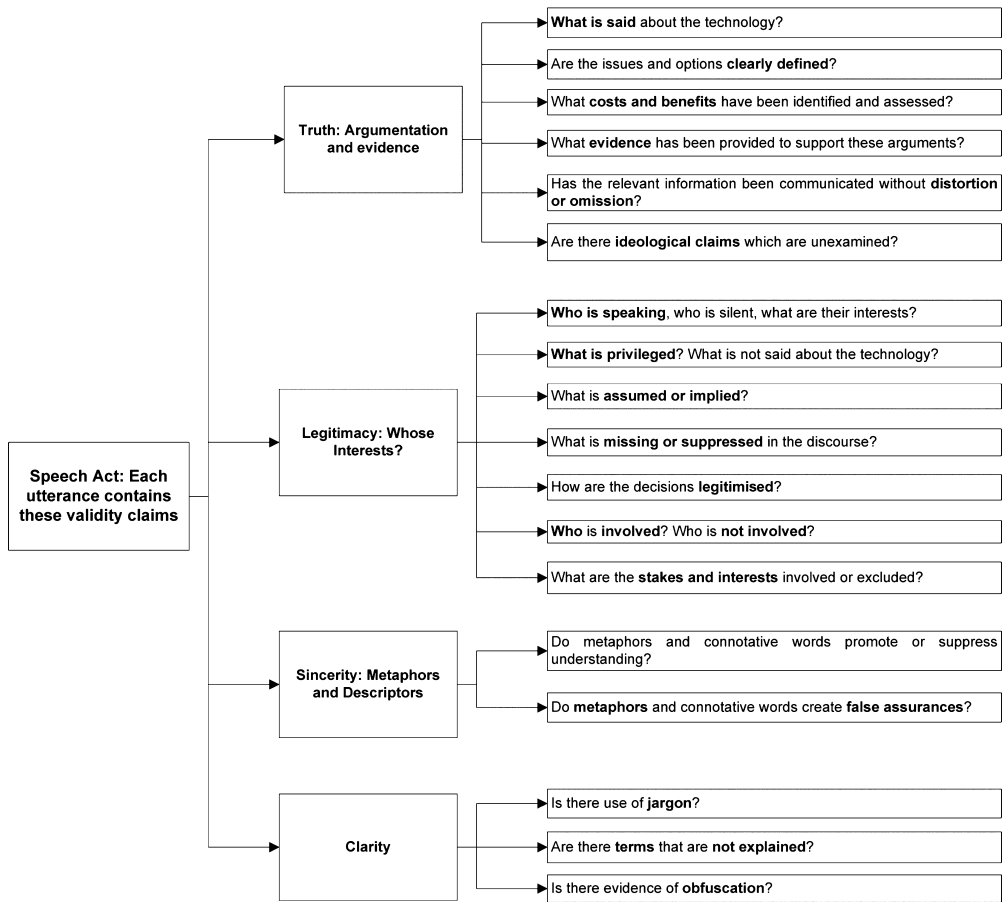 Speech Act: Each
utterance contains
these validity claims
Truth: Argumentation
and evidence
What is said about the technology?
Are the issues and options clearly defined?
What costs and benefits have been identified and assessed?
What evidence has been provided to support these arguments?
Has the relevant information been communicated without distortion
or omission?
Are there ideological claims which are unexamined?
Legitimacy: Whose
Interests?
Who is speaking, who is silent, what are their interests?
What is privileged? What is not said about the technology?
What is assumed or implied?
What is missing or suppressed in the discourse?
How are the decisions legitimised?
Who is involved? Who is not involved?
What are the stakes and interests involved or excluded?
Sincerity: Metaphors
and Descriptors
Do metaphors and connotative words promote or suppress
understanding?
Do metaphors and connotative words create false assurances?
Clarity
Is there use of jargon?
Are there terms that are not explained?
Is there evidence of obfuscation?